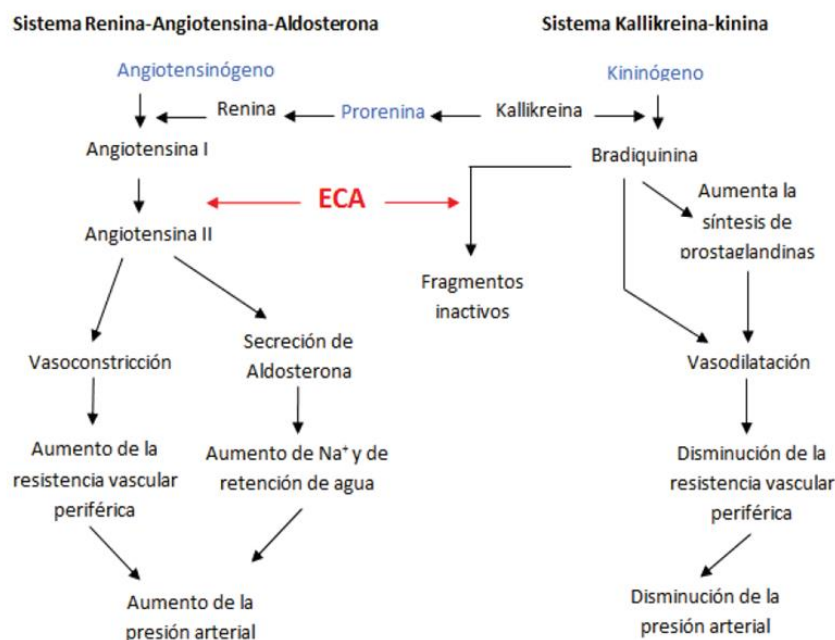 Sistema Renina-Angiotensina-Aldosterona
Sistema Kallikreina-kinina
Angiotensinógeno
Kininógeno
Renina
Prorenina
Kallikreina
Angiotensina I
Bradiquinina
ECA
Aumenta la
síntesis de
prostaglandinas
Angiotensina II
Fragmentos
inactivos
Vasoconstricción
Secreción de
Aldosterona
Vasodilatación
Aumento de la
resistencia vascular
periférica
Aumento de Na⁺ y de
retención de agua
Disminución de la
resistencia vascular
periférica
Aumento de la
presión arterial
Disminución de la
presión arterial